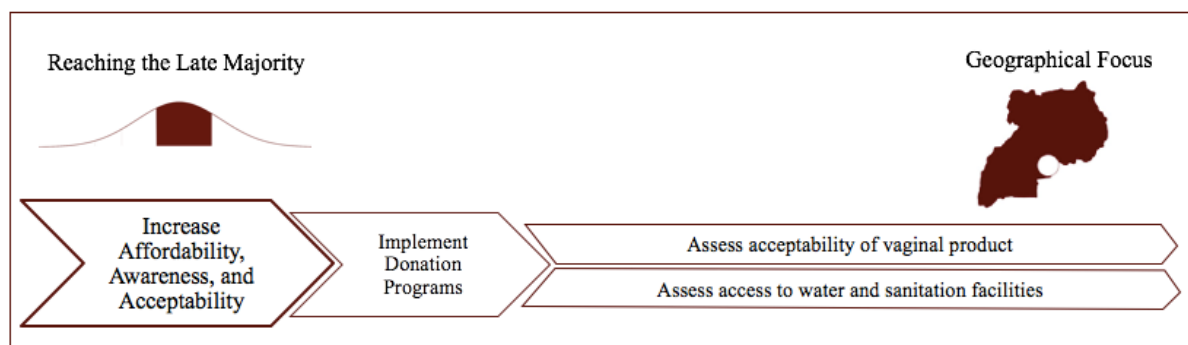 Reaching the Late Majority
Geographical Focus
Increase
Affordability,
Awareness, and
Acceptability
Implement
Donation
Programs
Assess acceptability of vaginal product
Assess access to water and sanitation facilities